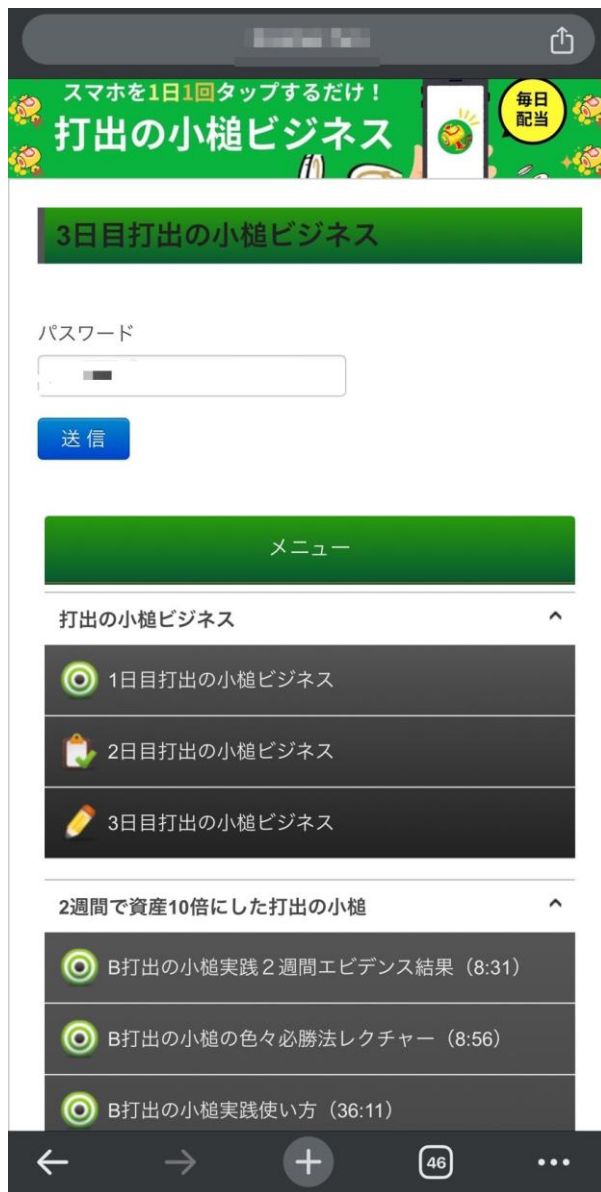 スマホを1日1回タップするだけ！
打出の小槌ビジネス
毎日
配当
3日目打出の小槌ビジネス
パスワード
送信
メニュー
打出の小槌ビジネス
1日目打出の小槌ビジネス
2日目打出の小槌ビジネス
3日目打出の小槌ビジネス
2週間で資産10倍にした打出の小槌
B打出の小槌実践２週間エビデンス結果（8:31）
B打出の小槌の色々必勝法レクチャー（8:56）
B打出の小槌実践使い方（36:11）
46